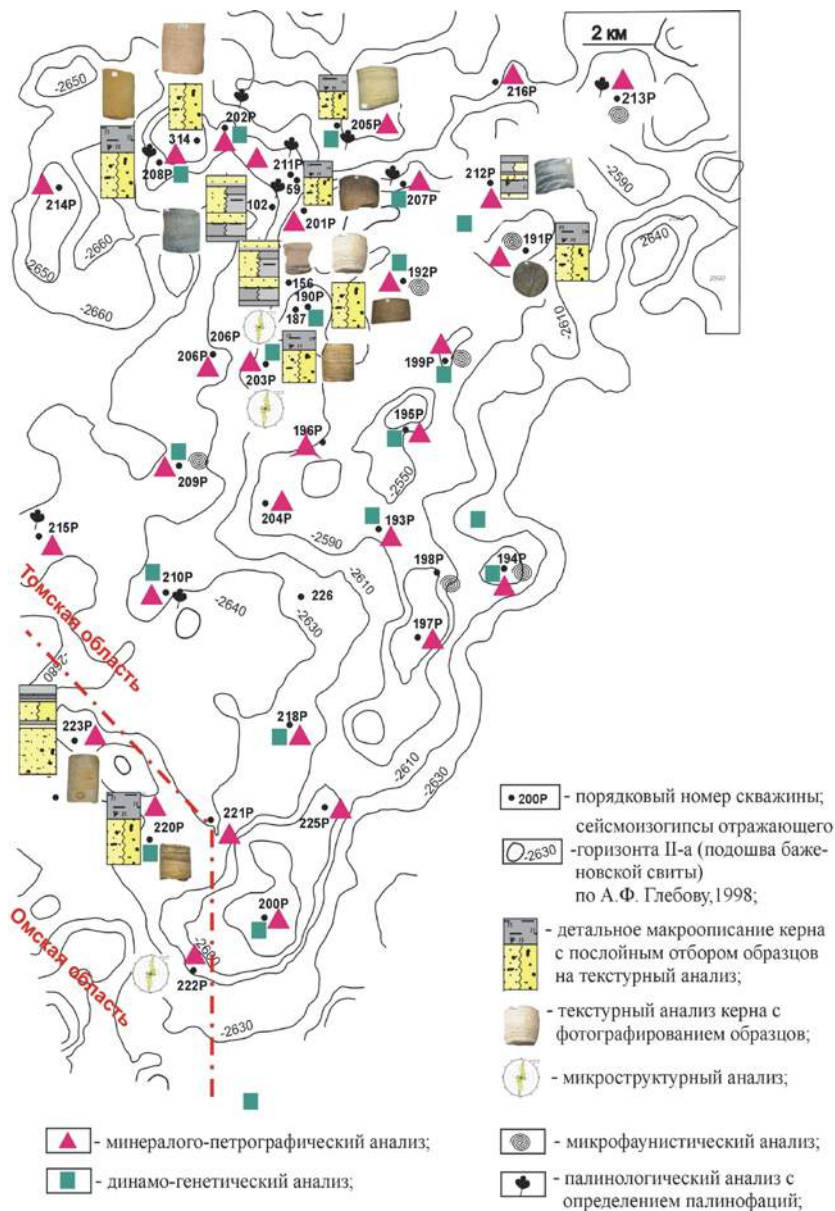 2 км
-2650
216Р
213Р
202Р
205Р
314
208Р
211Р
59
207Р
212Р
-2590
214Р
102
201Р
-2660
191Р
2640
-2650
192Р
-2660
156
190Р
187
-2610
206Р
206Р
203Р
199Р
195Р
196Р
209Р
-2550
204Р
193Р
215Р
-2590
198Р
194Р
210Р
-2610
-2640
226
-2630
197Р
Томская область
-2680
218Р
223Р
-2610
-2630
221Р
225Р
220Р
200Р
Омская область
222Р
-2630
200Р - порядковый номер скважины;
сейсмоизогипсы отражающего
-2630 -горизонта II-а (подошва баже-
новской свиты)
по А.Ф. Глебову,1998;
- детальное макроописание керна
с послойным отбором образцов
на текстурный анализ;
- текстурный анализ керна с
фотографированием образцов;
- микроструктурный анализ;
- минералого-петрографический анализ;
- микрофаунистический анализ;
- динамо-генетический анализ;
- палинологический анализ с
определением палинофаций;